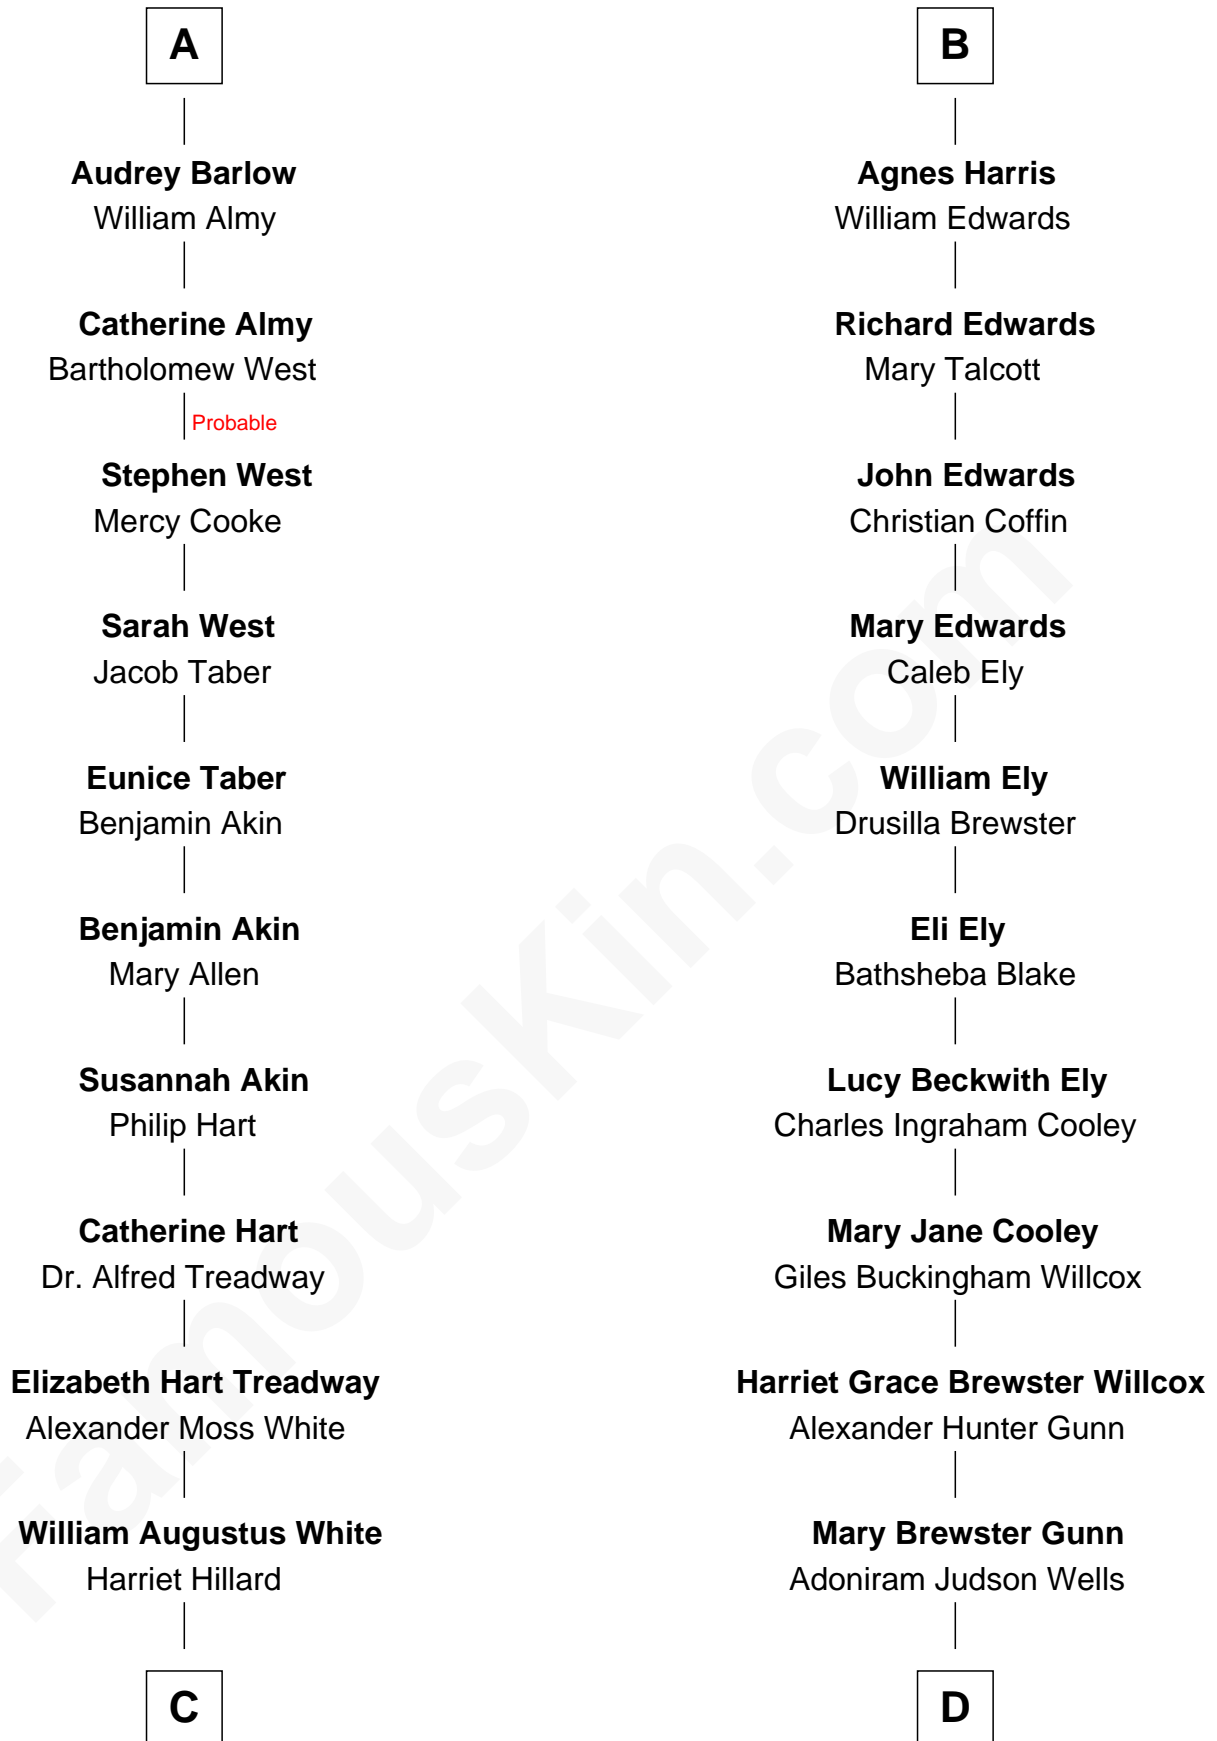 A
Audrey Barlow
William Almy
Catherine Almy
Bartholomew West
Probable
Stephen West
Mercy Cooke
Sarah West
Jacob Taber
Eunice Taber
Benjamin Akin
Benjamin Akin
Mary Allen
Susannah Akin
Philip Hart
Catherine Hart
Dr. Alfred Treadway
Elizabeth Hart Treadway
Alexander Moss White
William Augustus White
Harriet Hillard
C
B
Agnes Harris
William Edwards
Richard Edwards
Mary Talcott
John Edwards
Christian Coffin
Mary Edwards
Caleb Ely
William Ely
Drusilla Brewster
Eli Ely
Bathsheba Blake
Lucy Beckwith Ely
Charles Ingraham Cooley
Mary Jane Cooley
Giles Buckingham Willcox
Harriet Grace Brewster Willcox
Alexander Hunter Gunn
Mary Brewster Gunn
Adoniram Judson Wells
D
FamousKin.com